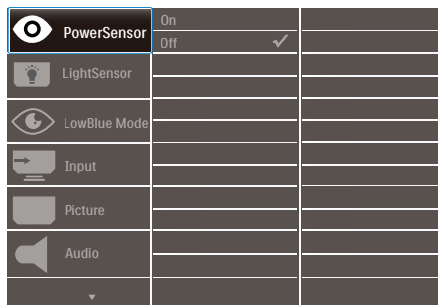 PowerSensor
On
Off
LightSensor
LowBlue Mode
Input
Picture
Audio